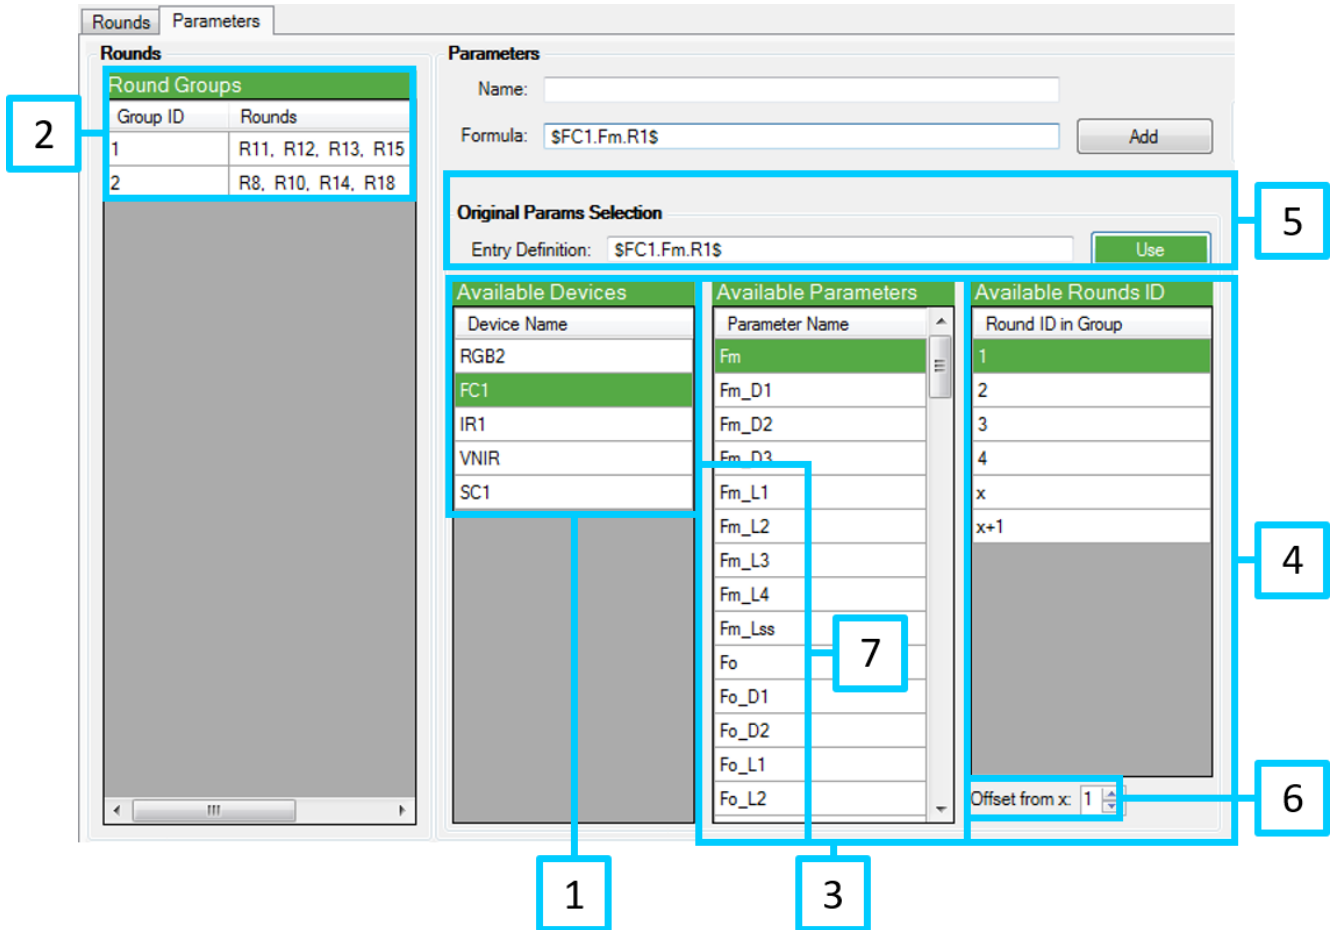 Rounds Parameters
Rounds
Round Groups
Group ID Rounds
1 R11, R12, R13, R15
2 R8, R10, R14, R18
Parameters
Name:
Formula: $FC1.Fm.R1$ Add
Original Params Selection
Entry Definition: $FC1.Fm.R1$ Use
Available Devices
Device Name
RGB2
FC1
IR1
VNIR
SC1
Available Parameters
Parameter Name
Fm
Fm_D1
Fm_D2
Fm_D3
Fm_L1
Fm_L2
Fm_L3
Fm_L4
Fm_Lss
Fo
Fo_D1
Fo_D2
Fo_L1
Fo_L2
Available Rounds ID
Round ID in Group
1
2
3
4
x
x+1
Offset from x: 1
2
5
4
7
6
1
3